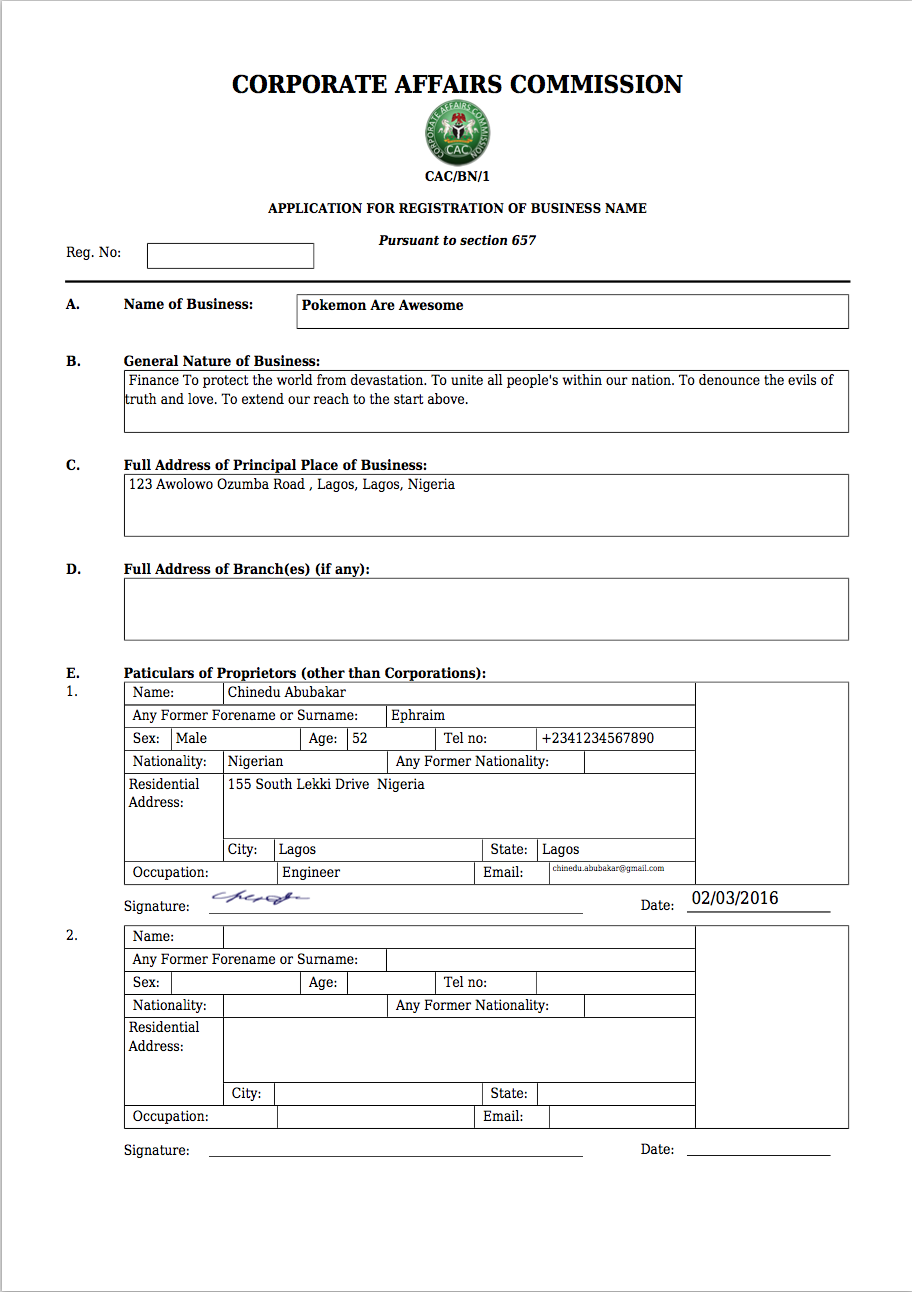 CORPORATE AFFAIRS COMMISSION
CORPORATE AFFAIRS COMMISSION
CAC
CAC/BN/1
APPLICATION FOR REGISTRATION OF BUSINESS NAME
Pursuant to section 657
Reg. No:
A. Name of Business: Pokemon Are Awesome
B. General Nature of Business:
Finance To protect the world from devastation. To unite all people's within our nation. To denounce the evils of
truth and love. To extend our reach to the start above.
C. Full Address of Principal Place of Business:
123 Awolowo Ozumba Road , Lagos, Lagos, Nigeria
D. Full Address of Branch(es) (if any):
E. Paticulars of Proprietors (other than Corporations):
1. Name: Chinedu Abubakar
Any Former Forename or Surname: Ephraim
Sex: Male Age: 52 Tel no: +2341234567890
Nationality: Nigerian Any Former Nationality:
Residential 155 South Lekki Drive Nigeria
Address:
City: Lagos State: Lagos
Occupation: Engineer Email: chinedu.abubakar@gmail.com
Signature: Date: 02/03/2016
2. Name:
Any Former Forename or Surname:
Sex: Age: Tel no:
Nationality: Any Former Nationality:
Residential
Address:
City: State:
Occupation: Email:
Signature: Date: